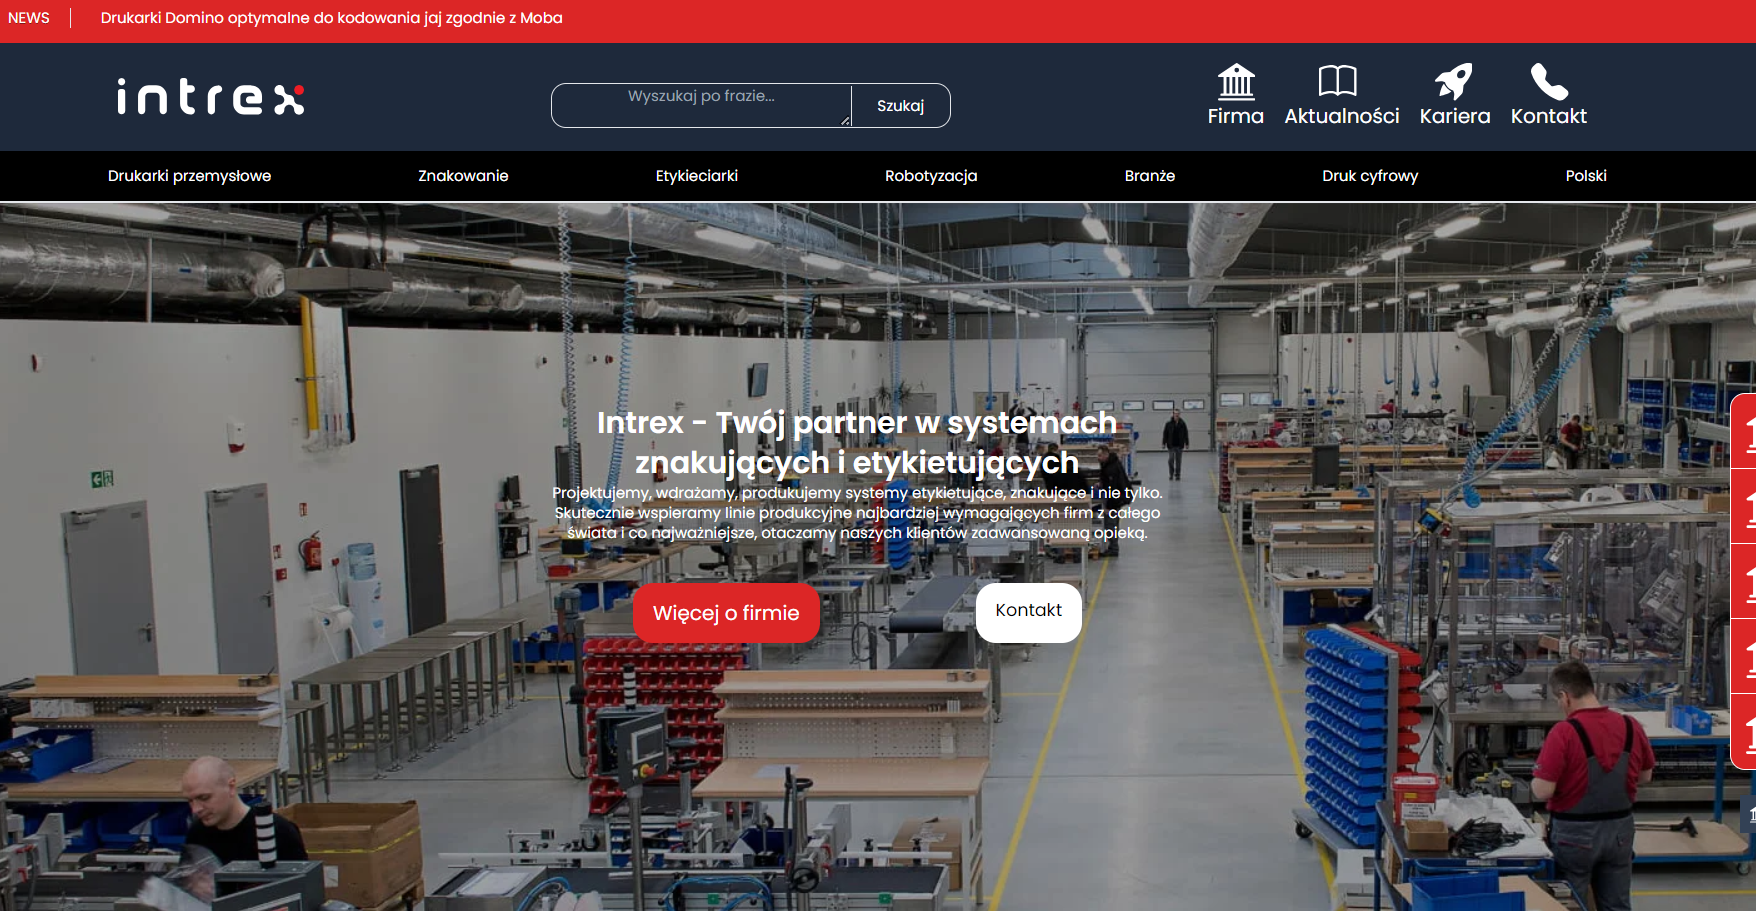 NEWS
Drukarki Domino optymalne do kodowania jaj zgodnie z Moba
intrex
Wyszukaj po frazie...
Szukaj
Firma
Aktualności
Kariera
Kontakt
Drukarki przemysłowe
Znakowanie
Etykieciarki
Robotyzacja
Branże
Druk cyfrowy
Polski
Intrex - Twój partner w systemach
znakujących i etykietujących
Projektujemy, wdrażamy, produkujemy systemy etykietujące, znakujące i nie tylko.
Skutecznie wspieramy linie produkcyjne najbardziej wymagających firm z całego
świata i co najważniejsze, otaczamy naszych klientów zaawansowaną opieką.
Więcej o firmie
Kontakt